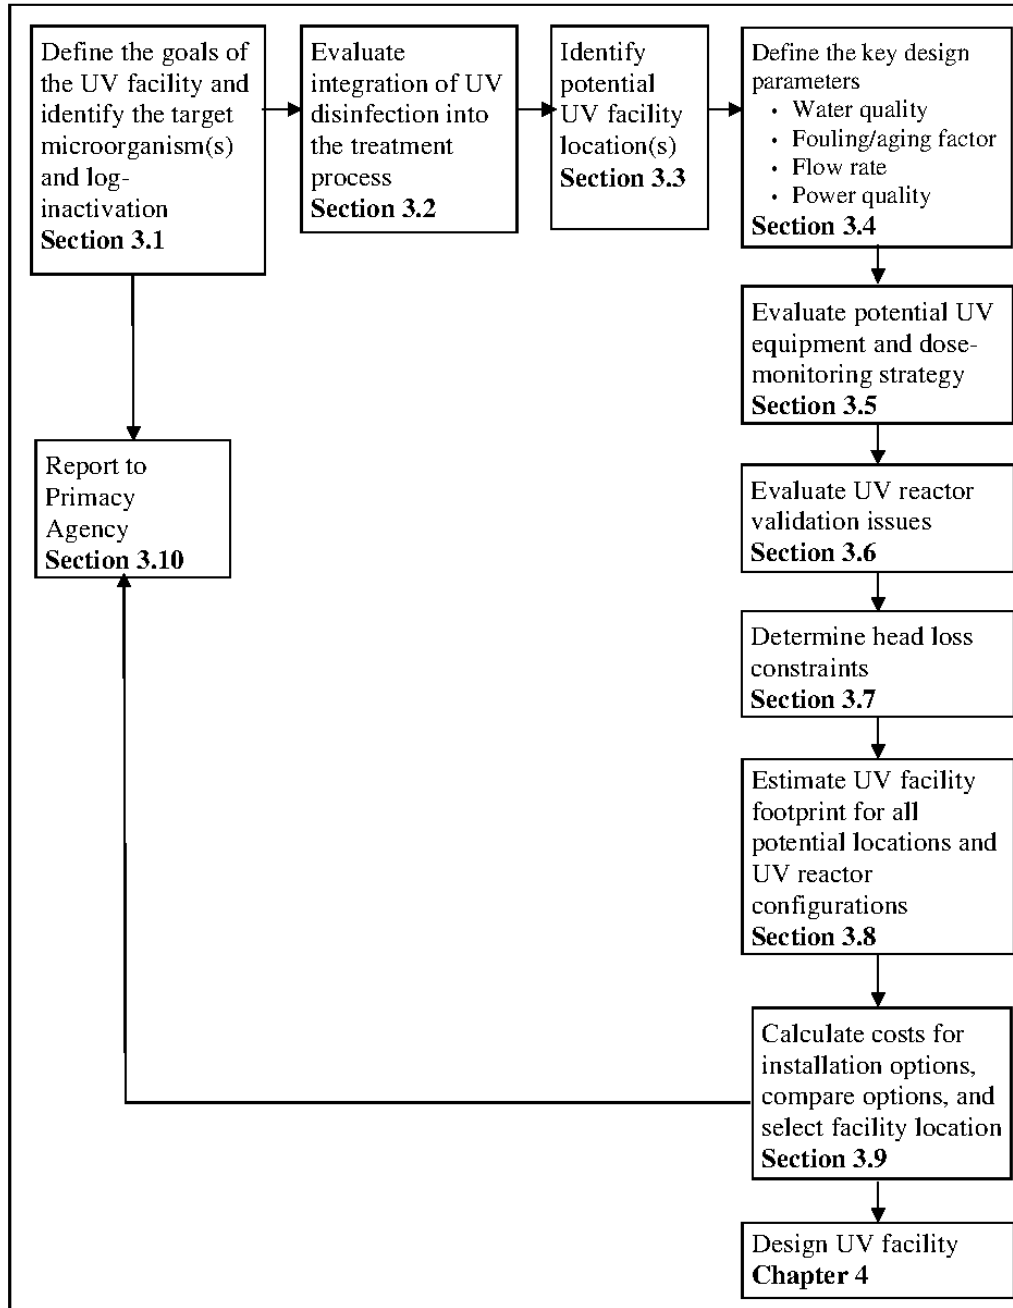 Define the goals of
the UV facility and
identify the target
microorganism(s)
and log-
inactivation
Section 3.1
Evaluate
integration of UV
disinfection into
the treatment
process
Section 3.2
Identify
potential
UV facility
location(s)
Section 3.3
Define the key design
parameters
• Water quality
• Fouling/aging factor
• Flow rate
• Power quality
Section 3.4
Evaluate potential UV
equipment and dose-
monitoring strategy
Section 3.5
Report to
Primacy
Agency
Section 3.10
Evaluate UV reactor
validation issues
Section 3.6
Determine head loss
constraints
Section 3.7
Estimate UV facility
footprint for all
potential locations and
UV reactor
configurations
Section 3.8
Calculate costs for
installation options,
compare options, and
select facility location
Section 3.9
Design UV facility
Chapter 4